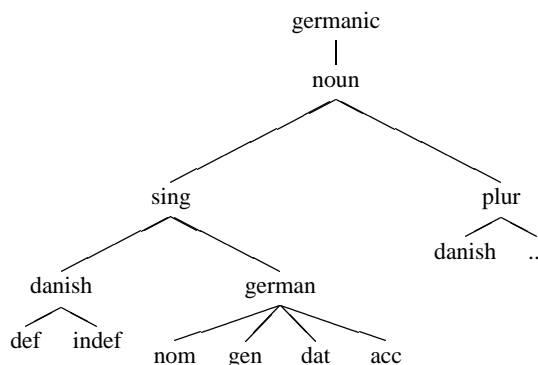 germanic
noun
sing plur
danish ..
danish german
def indef
nom gen dat acc